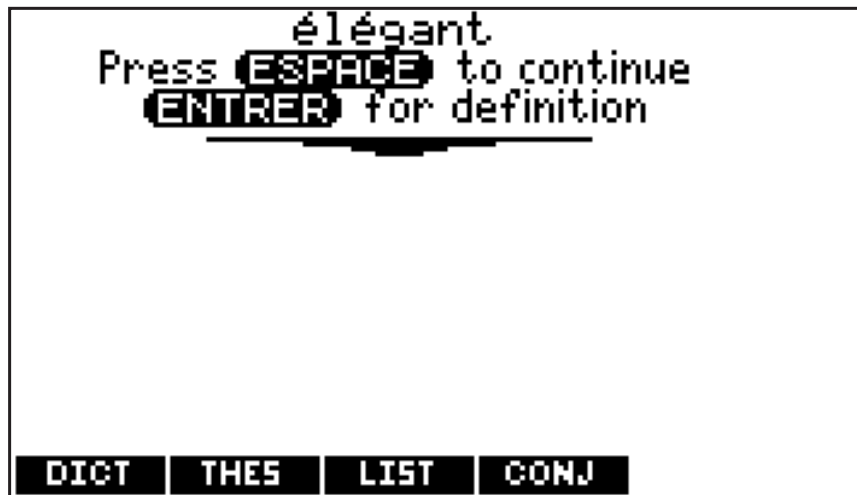 élégant
Press ESPACE to continue
ENTRER for definition
DICT THES LIST CONJ